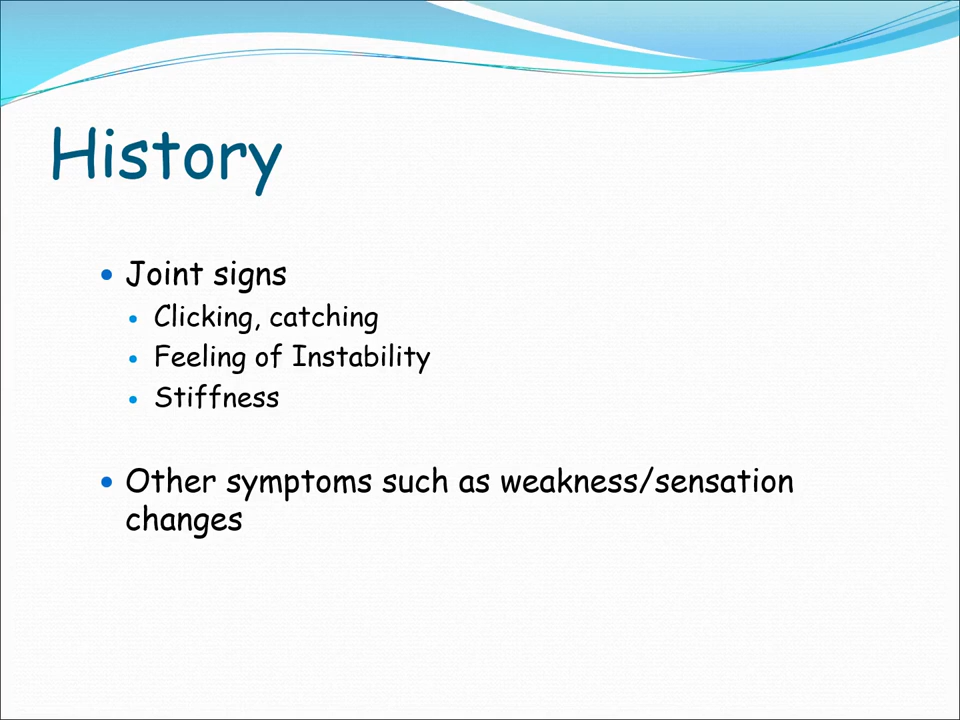 History
Joint signs
Clicking, catching
Feeling of Instability
Stiffness
Other symptoms such as weakness/sensation
changes